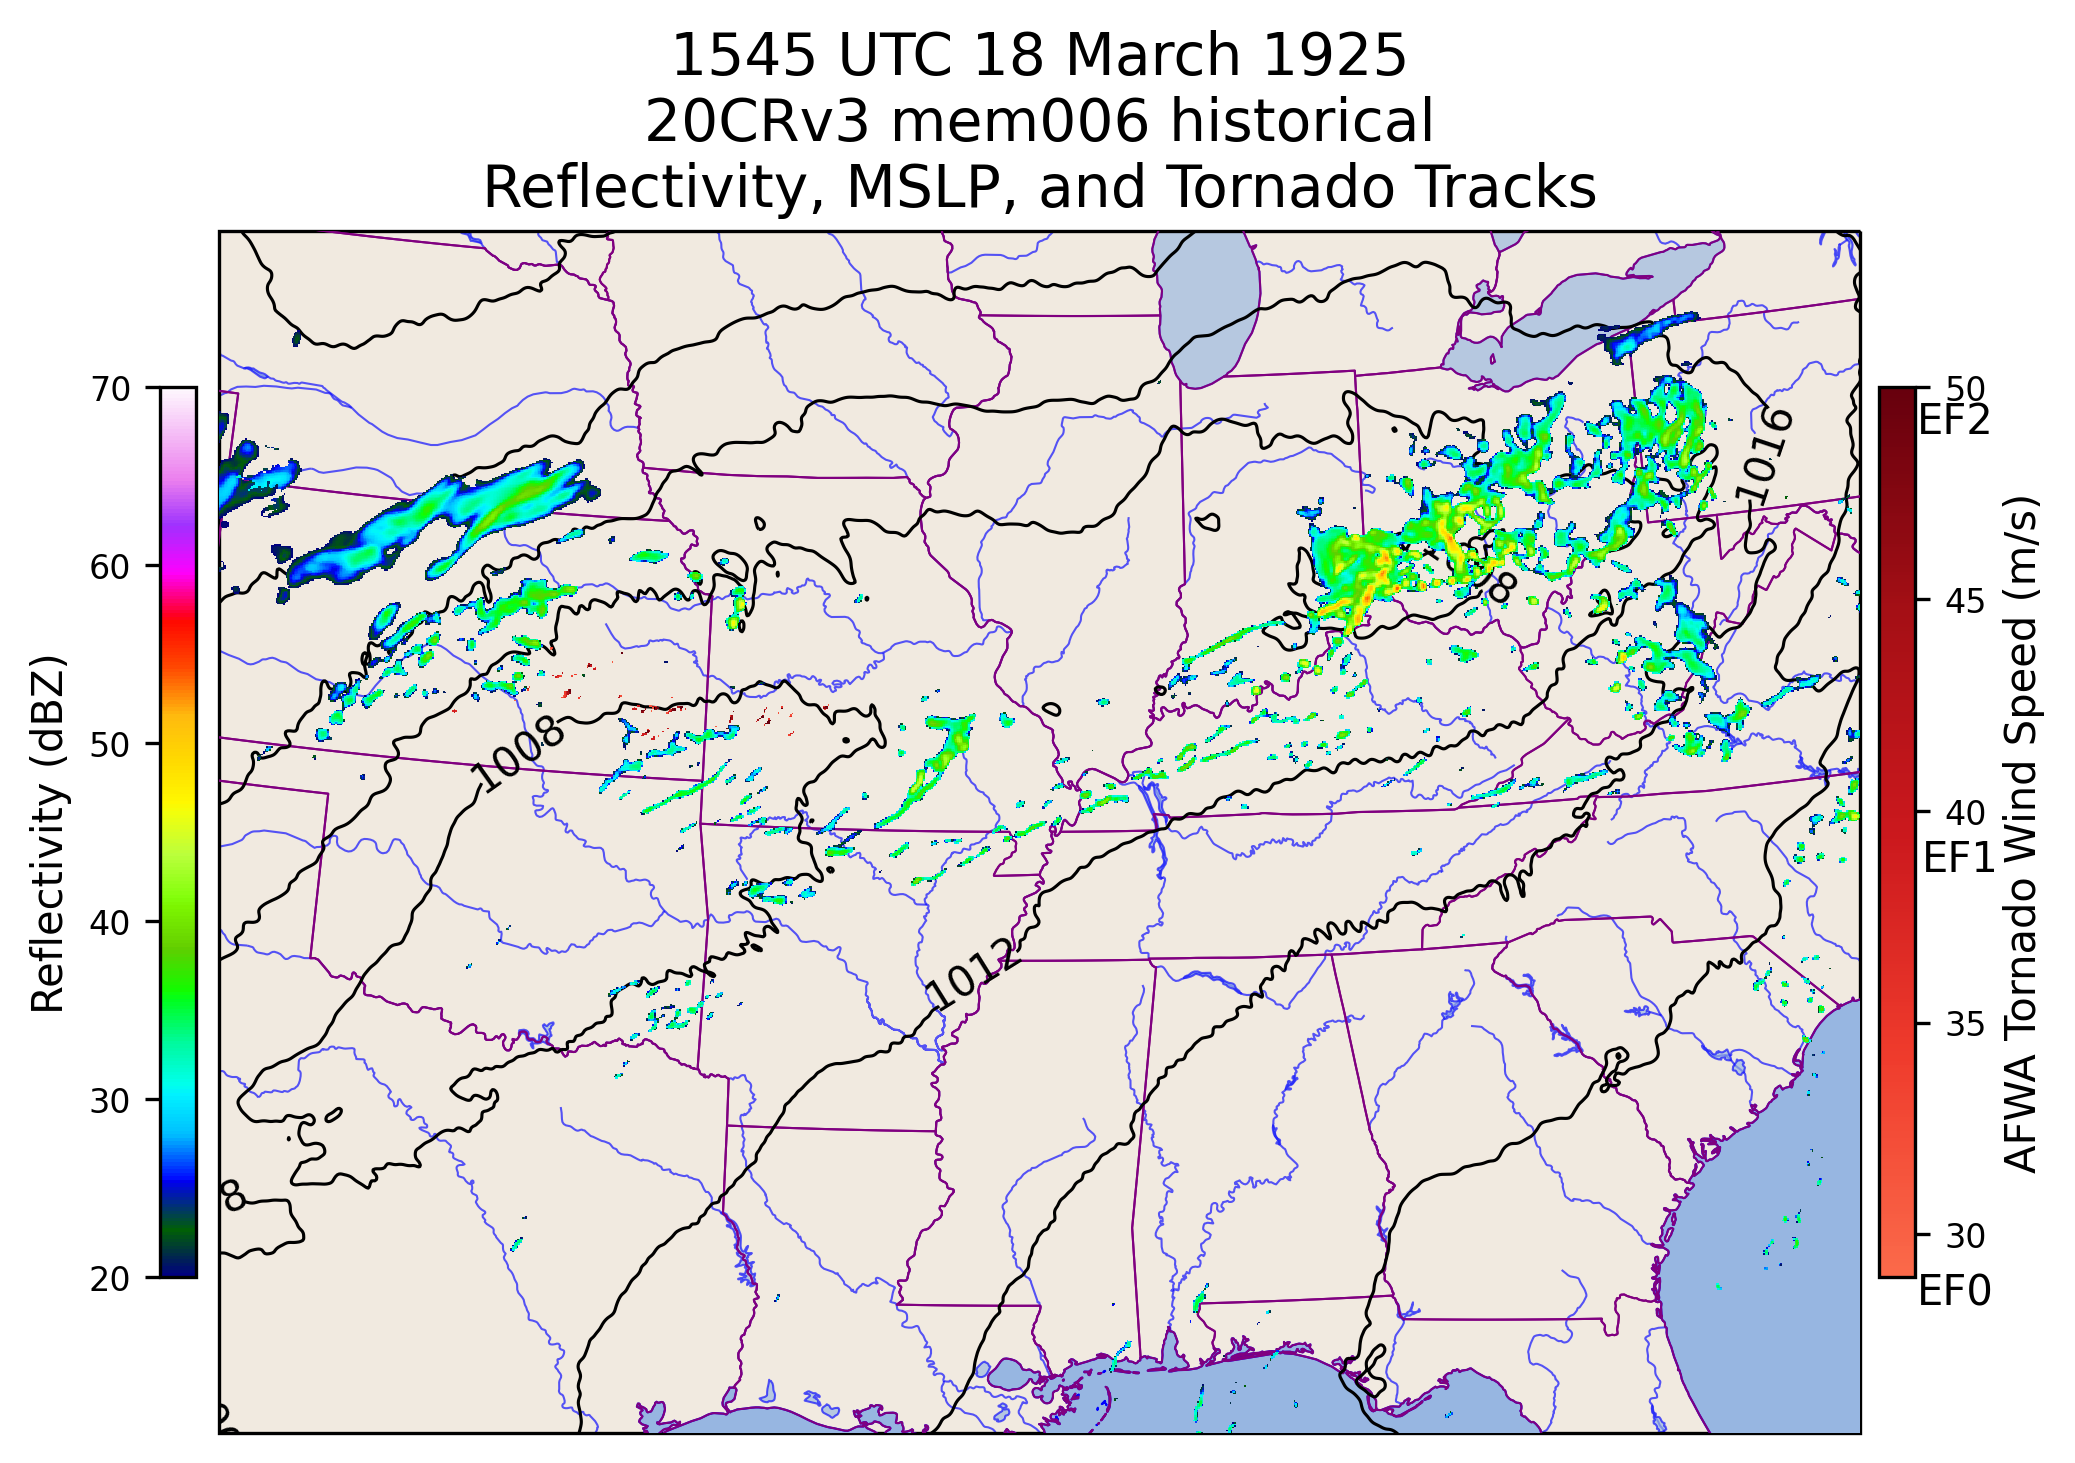 1545 UTC 18 March 1925
20CRv3 mem006 historical
Reflectivity, MSLP, and Tornado Tracks
70
60
50
40
30
20
Reflectivity (dBZ)
1008
1012
1016
8
8
50
EF2
45
40
EF1
35
30
EF0
AFWA Tornado Wind Speed (m/s)